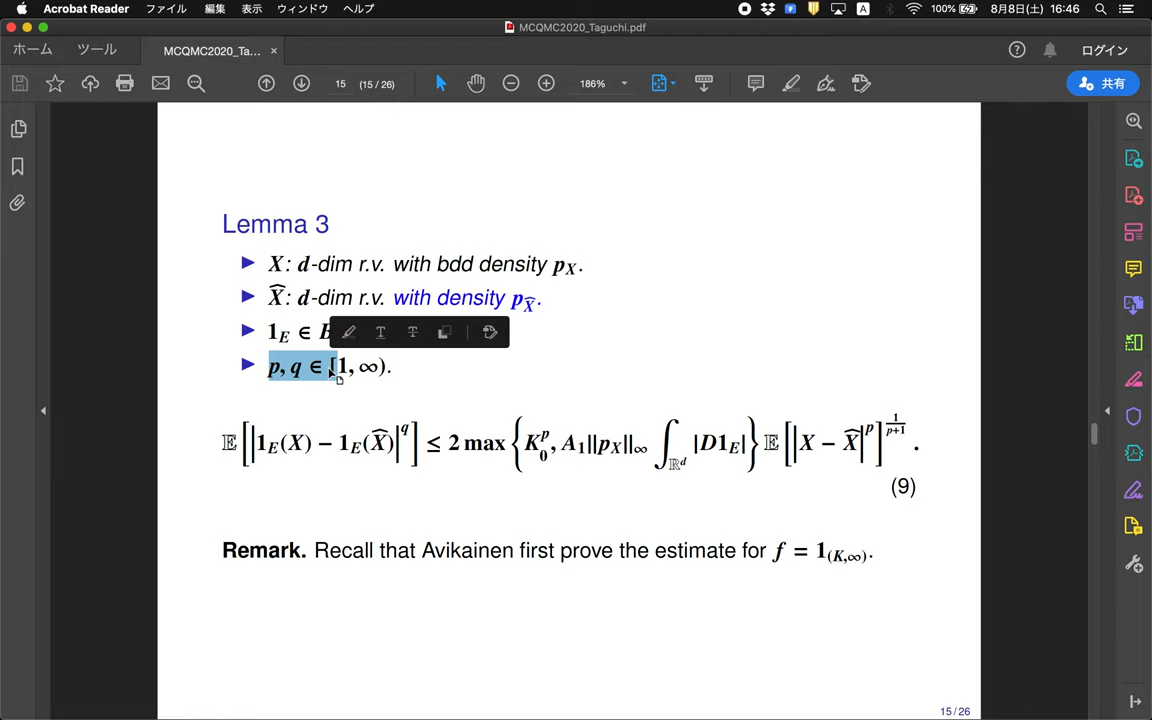 Acrobat Reader ファイル 編集 表示 ウィンドウ ヘルプ A 100% 8月8日(土) 16:46
MCQMC2020_Taguchi.pdf
ホーム ツール MCQMC2020_Ta... × ログイン
15 (15 / 26) 186% 共有
Lemma 3
▶ X: d-dim r.v. with bdd density p_X.
▶ X̂: d-dim r.v. with density p_X̂.
▶ 1_E ∈ B
▶ p, q ∈ [1, ∞).
𝔼[|1_E(X) − 1_E(X̂)|^q] ≤ 2 max {K_0^p, A_1||p_X||_∞ ∫_{ℝ^d} |D1_E|} 𝔼[|X − X̂|^p]^{1/(p+1)}.
(9)
Remark. Recall that Avikainen first prove the estimate for f = 1_{(K,∞)}.
15 / 26